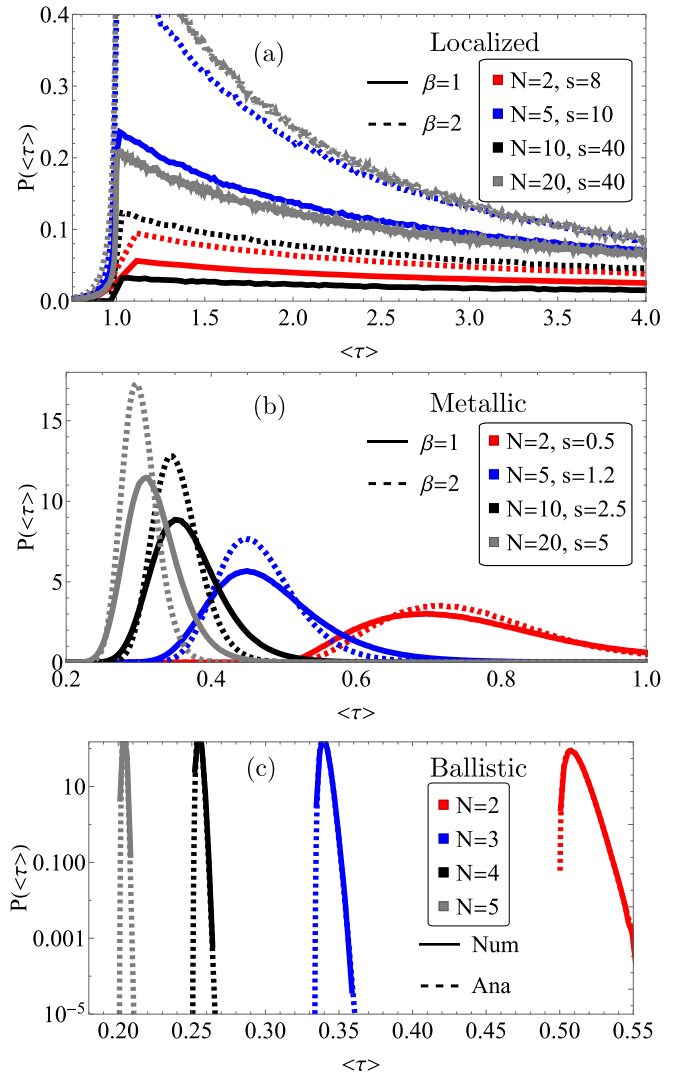 (a)
Localized
β=1
β=2
N=2, s=8
N=5, s=10
N=10, s=40
N=20, s=40
P(<τ>)
0.4
0.3
0.2
0.1
0.0
1.0 1.5 2.0 2.5 3.0 3.5 4.0
<τ>
(b)
Metallic
β=1
β=2
N=2, s=0.5
N=5, s=1.2
N=10, s=2.5
N=20, s=5
P(<τ>)
15
10
5
0
0.2 0.4 0.6 0.8 1.0
<τ>
(c)
Ballistic
N=2
N=3
N=4
N=5
Num
Ana
P(<τ>)
10
0.100
0.001
10⁻⁵
0.20 0.25 0.30 0.35 0.40 0.45 0.50 0.55
<τ>